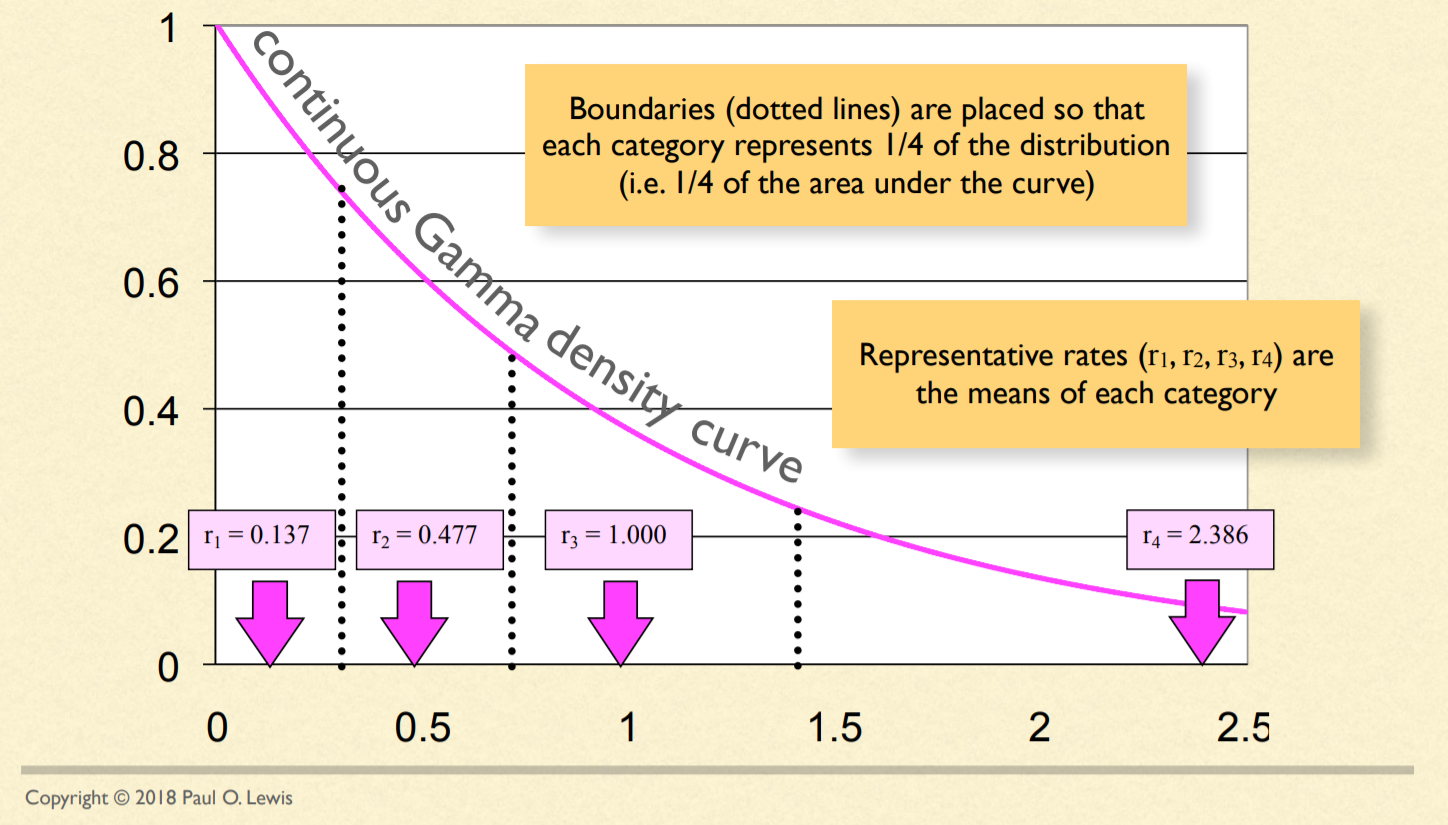 1
continuous Gamma density curve
Boundaries (dotted lines) are placed so that
each category represents 1/4 of the distribution
(i.e. 1/4 of the area under the curve)
0.8
0.6
Representative rates (r1, r2, r3, r4) are
the means of each category
0.4
0.2
r1 = 0.137
r2 = 0.477
r3 = 1.000
r4 = 2.386
0
0 0.5 1 1.5 2 2.5
Copyright © 2018 Paul O. Lewis